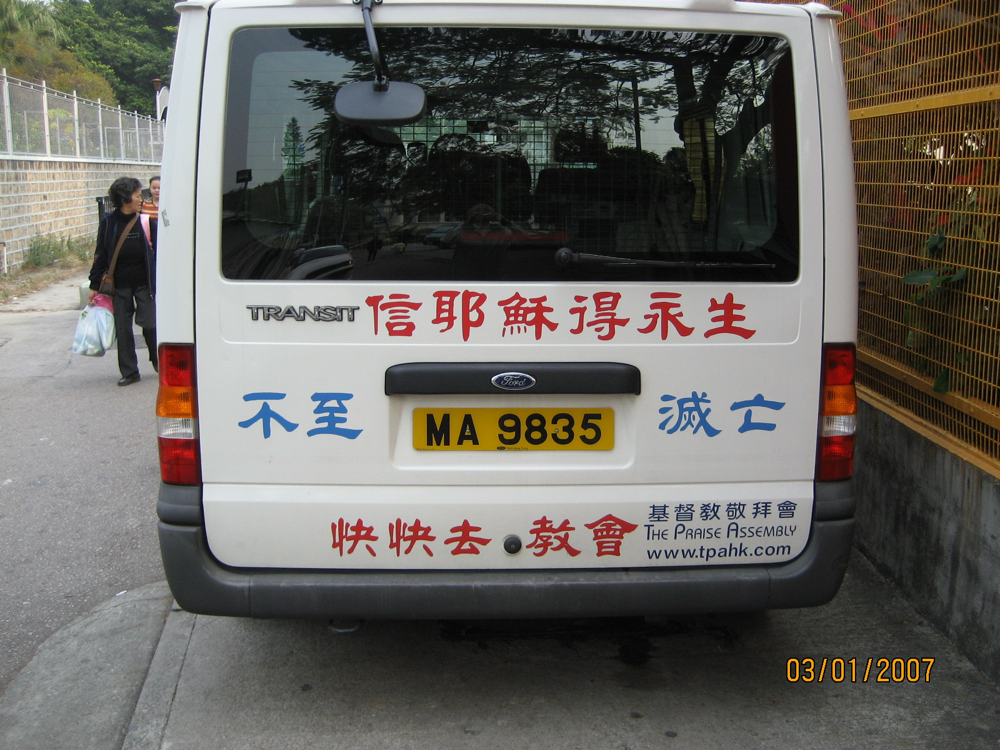 TRANSIT 信耶穌得永生
Ford
不至 滅亡
MA 9835
快快去教會
基督教敬拜會
THE PRAISE ASSEMBLY
www.tpahk.com
03/01/2007